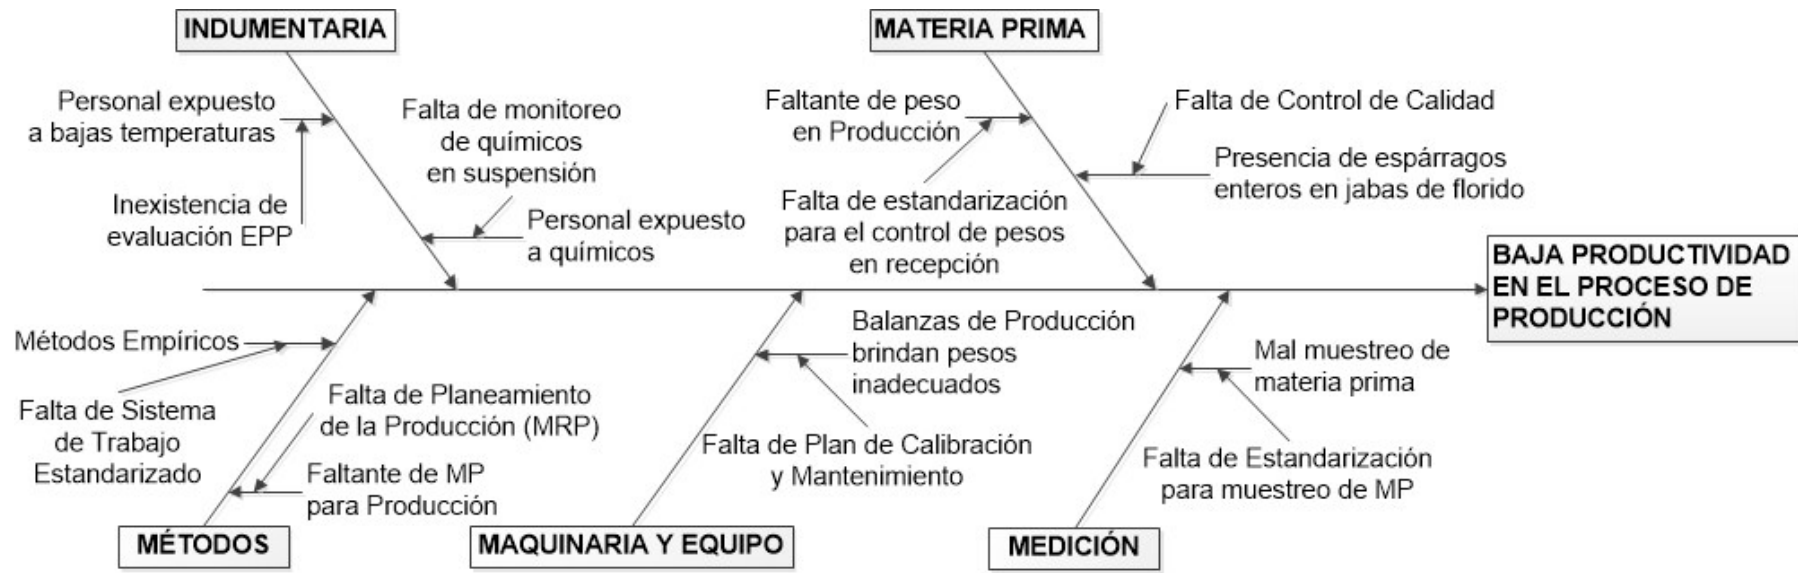 INDUMENTARIA
MATERIA PRIMA
Personal expuesto
a bajas temperaturas
Falta de monitoreo
de químicos
en suspensión
Inexistencia de
evaluación EPP
Personal expuesto
a químicos
Faltante de peso
en Producción
Falta de Control de Calidad
Presencia de espárragos
enteros en jabas de florido
Falta de estandarización
para el control de pesos
en recepción
BAJA PRODUCTIVIDAD
EN EL PROCESO DE
PRODUCCIÓN
Métodos Empíricos
Falta de Sistema
de Trabajo
Estandarizado
Falta de Planeamiento
de la Producción (MRP)
Faltante de MP
para Producción
Balanzas de Producción
brindan pesos
inadecuados
Falta de Plan de Calibración
y Mantenimiento
Mal muestreo de
materia prima
Falta de Estandarización
para muestreo de MP
MÉTODOS
MAQUINARIA Y EQUIPO
MEDICIÓN